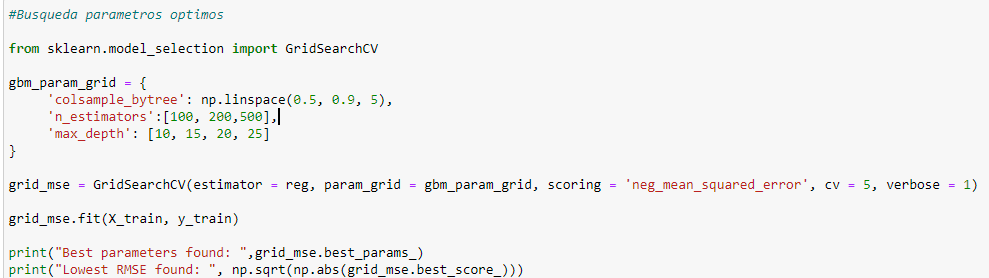 #Busqueda parametros optimos
from sklearn.model_selection import GridSearchCV
gbm_param_grid = {
'colsample_bytree': np.linspace(0.5, 0.9, 5),
'n_estimators':[100, 200,500],
'max_depth': [10, 15, 20, 25]
}
grid_mse = GridSearchCV(estimator = reg, param_grid = gbm_param_grid, scoring = 'neg_mean_squared_error', cv = 5, verbose = 1)
grid_mse.fit(X_train, y_train)
print("Best parameters found: ",grid_mse.best_params_)
print("Lowest RMSE found: ", np.sqrt(np.abs(grid_mse.best_score_)))